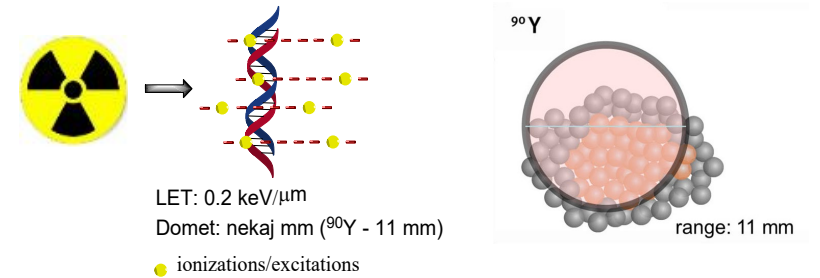 ⁹⁰Y
LET: 0.2 keV/μm
Domet: nekaj mm (⁹⁰Y - 11 mm)
range: 11 mm
ionizations/excitations